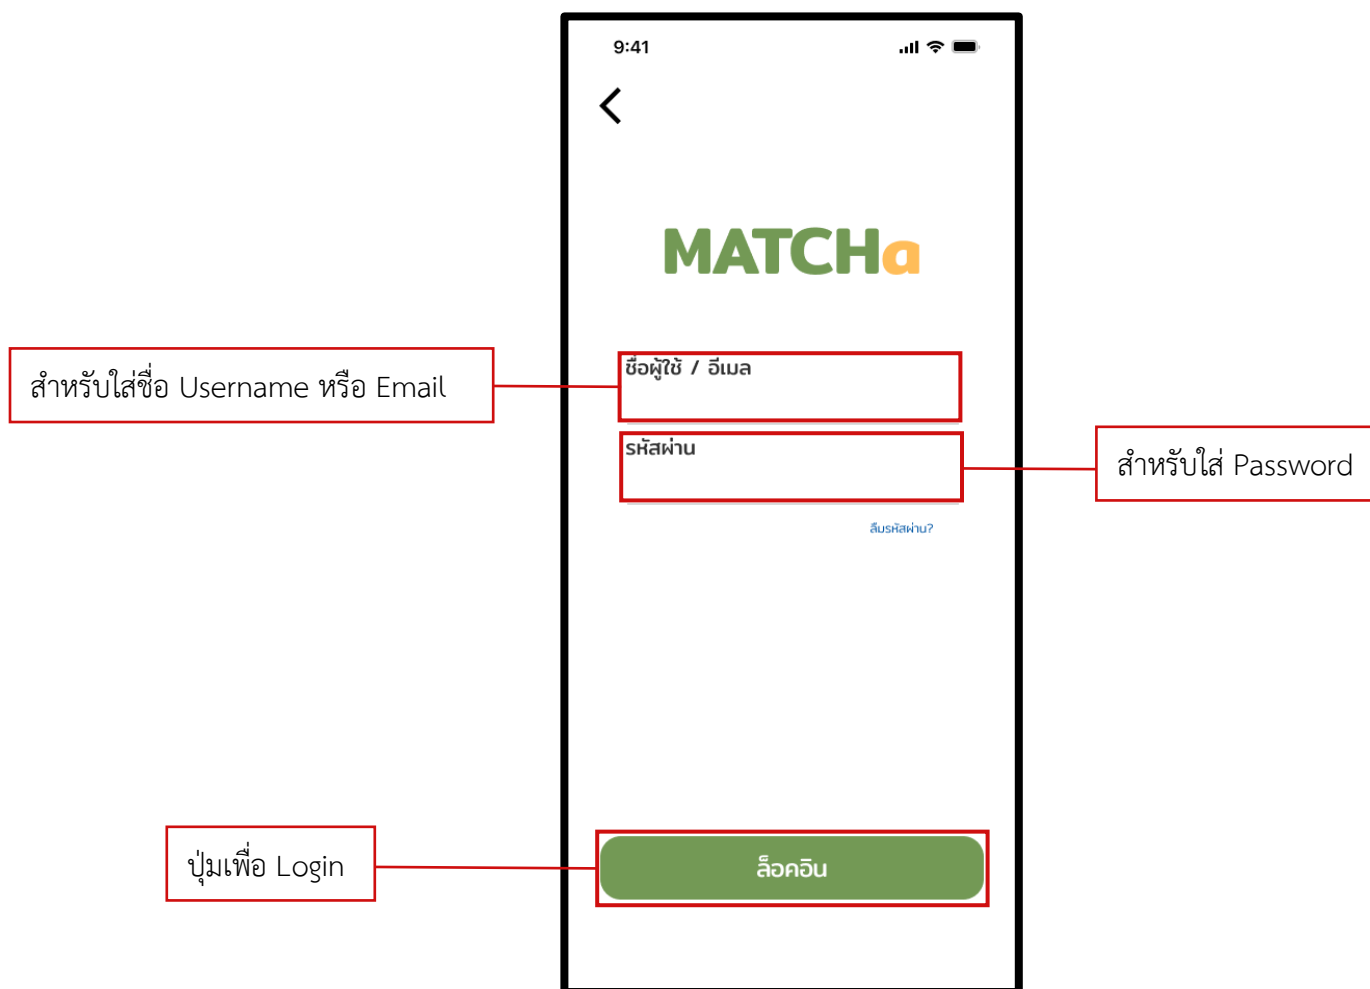 9:41
MATCHa
สำหรับใส่ชื่อ Username หรือ Email
ชื่อผู้ใช้ / อีเมล
รหัสผ่าน
สำหรับใส่ Password
ลืมรหัสผ่าน?
ปุ่มเพื่อ Login
ล็อคอิน